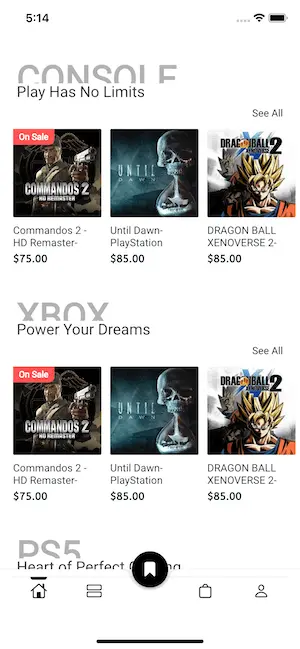 5:14
CONSOLE
Play Has No Limits
See All
On Sale
COMMANDOS 2
HD REMASTER
UNTIL
DAWN
DRAGON BALL
XENOVERSE 2
Commandos 2 -
HD Remaster-
$75.00
Until Dawn-
PlayStation
$85.00
DRAGON BALL
XENOVERSE 2-
$85.00
XBOX
Power Your Dreams
See All
On Sale
COMMANDOS 2
HD REMASTER
UNTIL
DAWN
DRAGON BALL
XENOVERSE 2
Commandos 2 -
HD Remaster-
$75.00
Until Dawn-
PlayStation
$85.00
DRAGON BALL
XENOVERSE 2-
$85.00
PS5
Heart of Perfect G